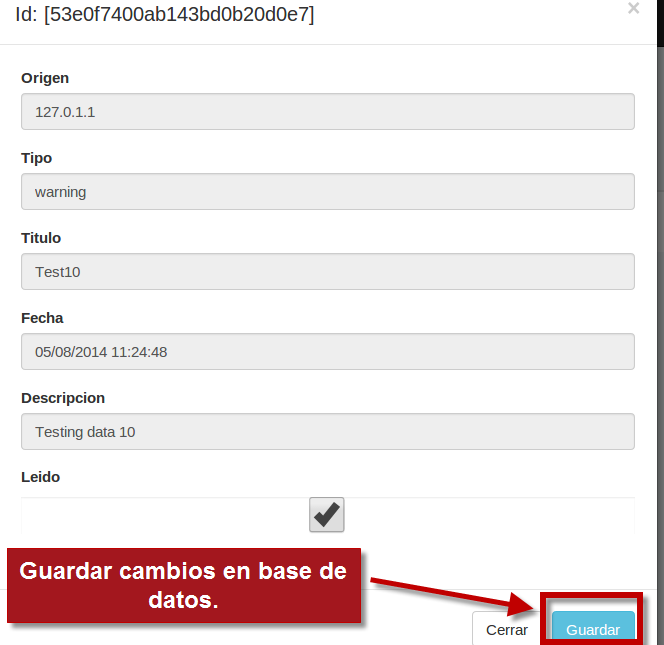 Id: [53e0f7400ab143bd0b20d0e7]
×
Origen
127.0.1.1
Tipo
warning
Titulo
Test10
Fecha
05/08/2014 11:24:48
Descripcion
Testing data 10
Leido
Guardar cambios en base de
datos.
Cerrar
Guardar